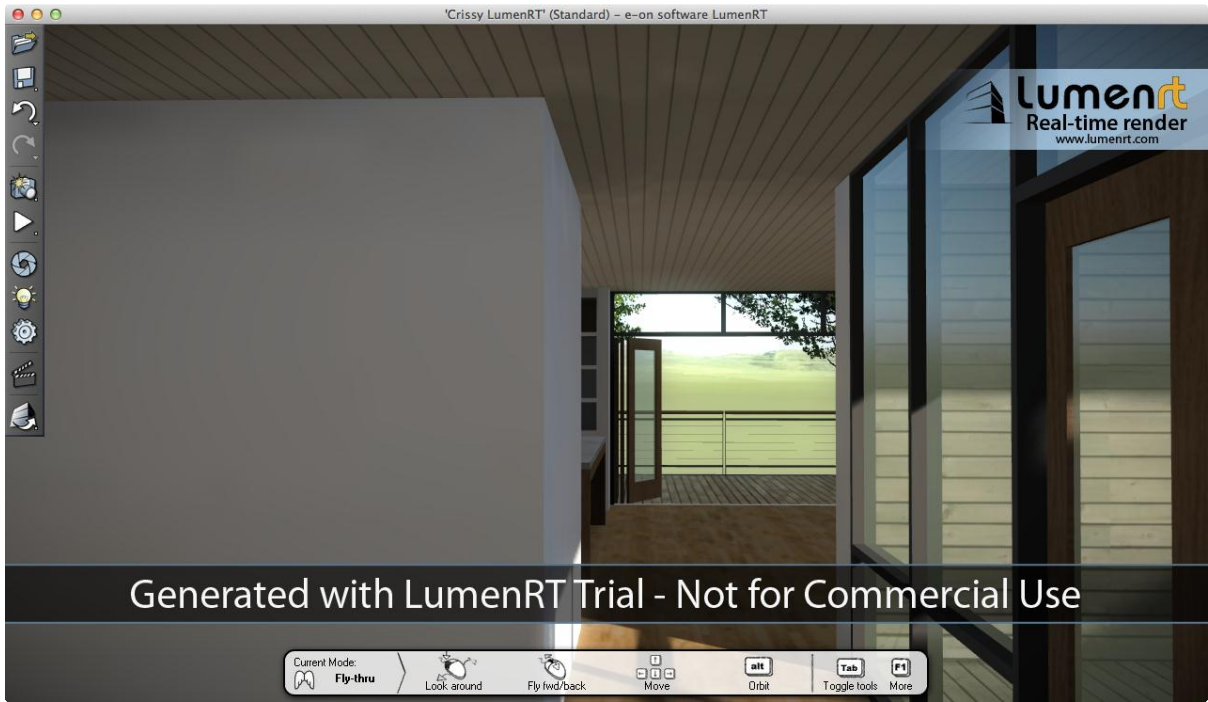 'Crissy LumenRT' (Standard) – e-on software LumenRT
Lumenrt
Real-time render
www.lumenrt.com
Generated with LumenRT Trial - Not for Commercial Use
Current Mode:
Fly-thru
Look around
Fly fwd/back
Move
alt
Orbit
Tab
Toggle tools
F1
More